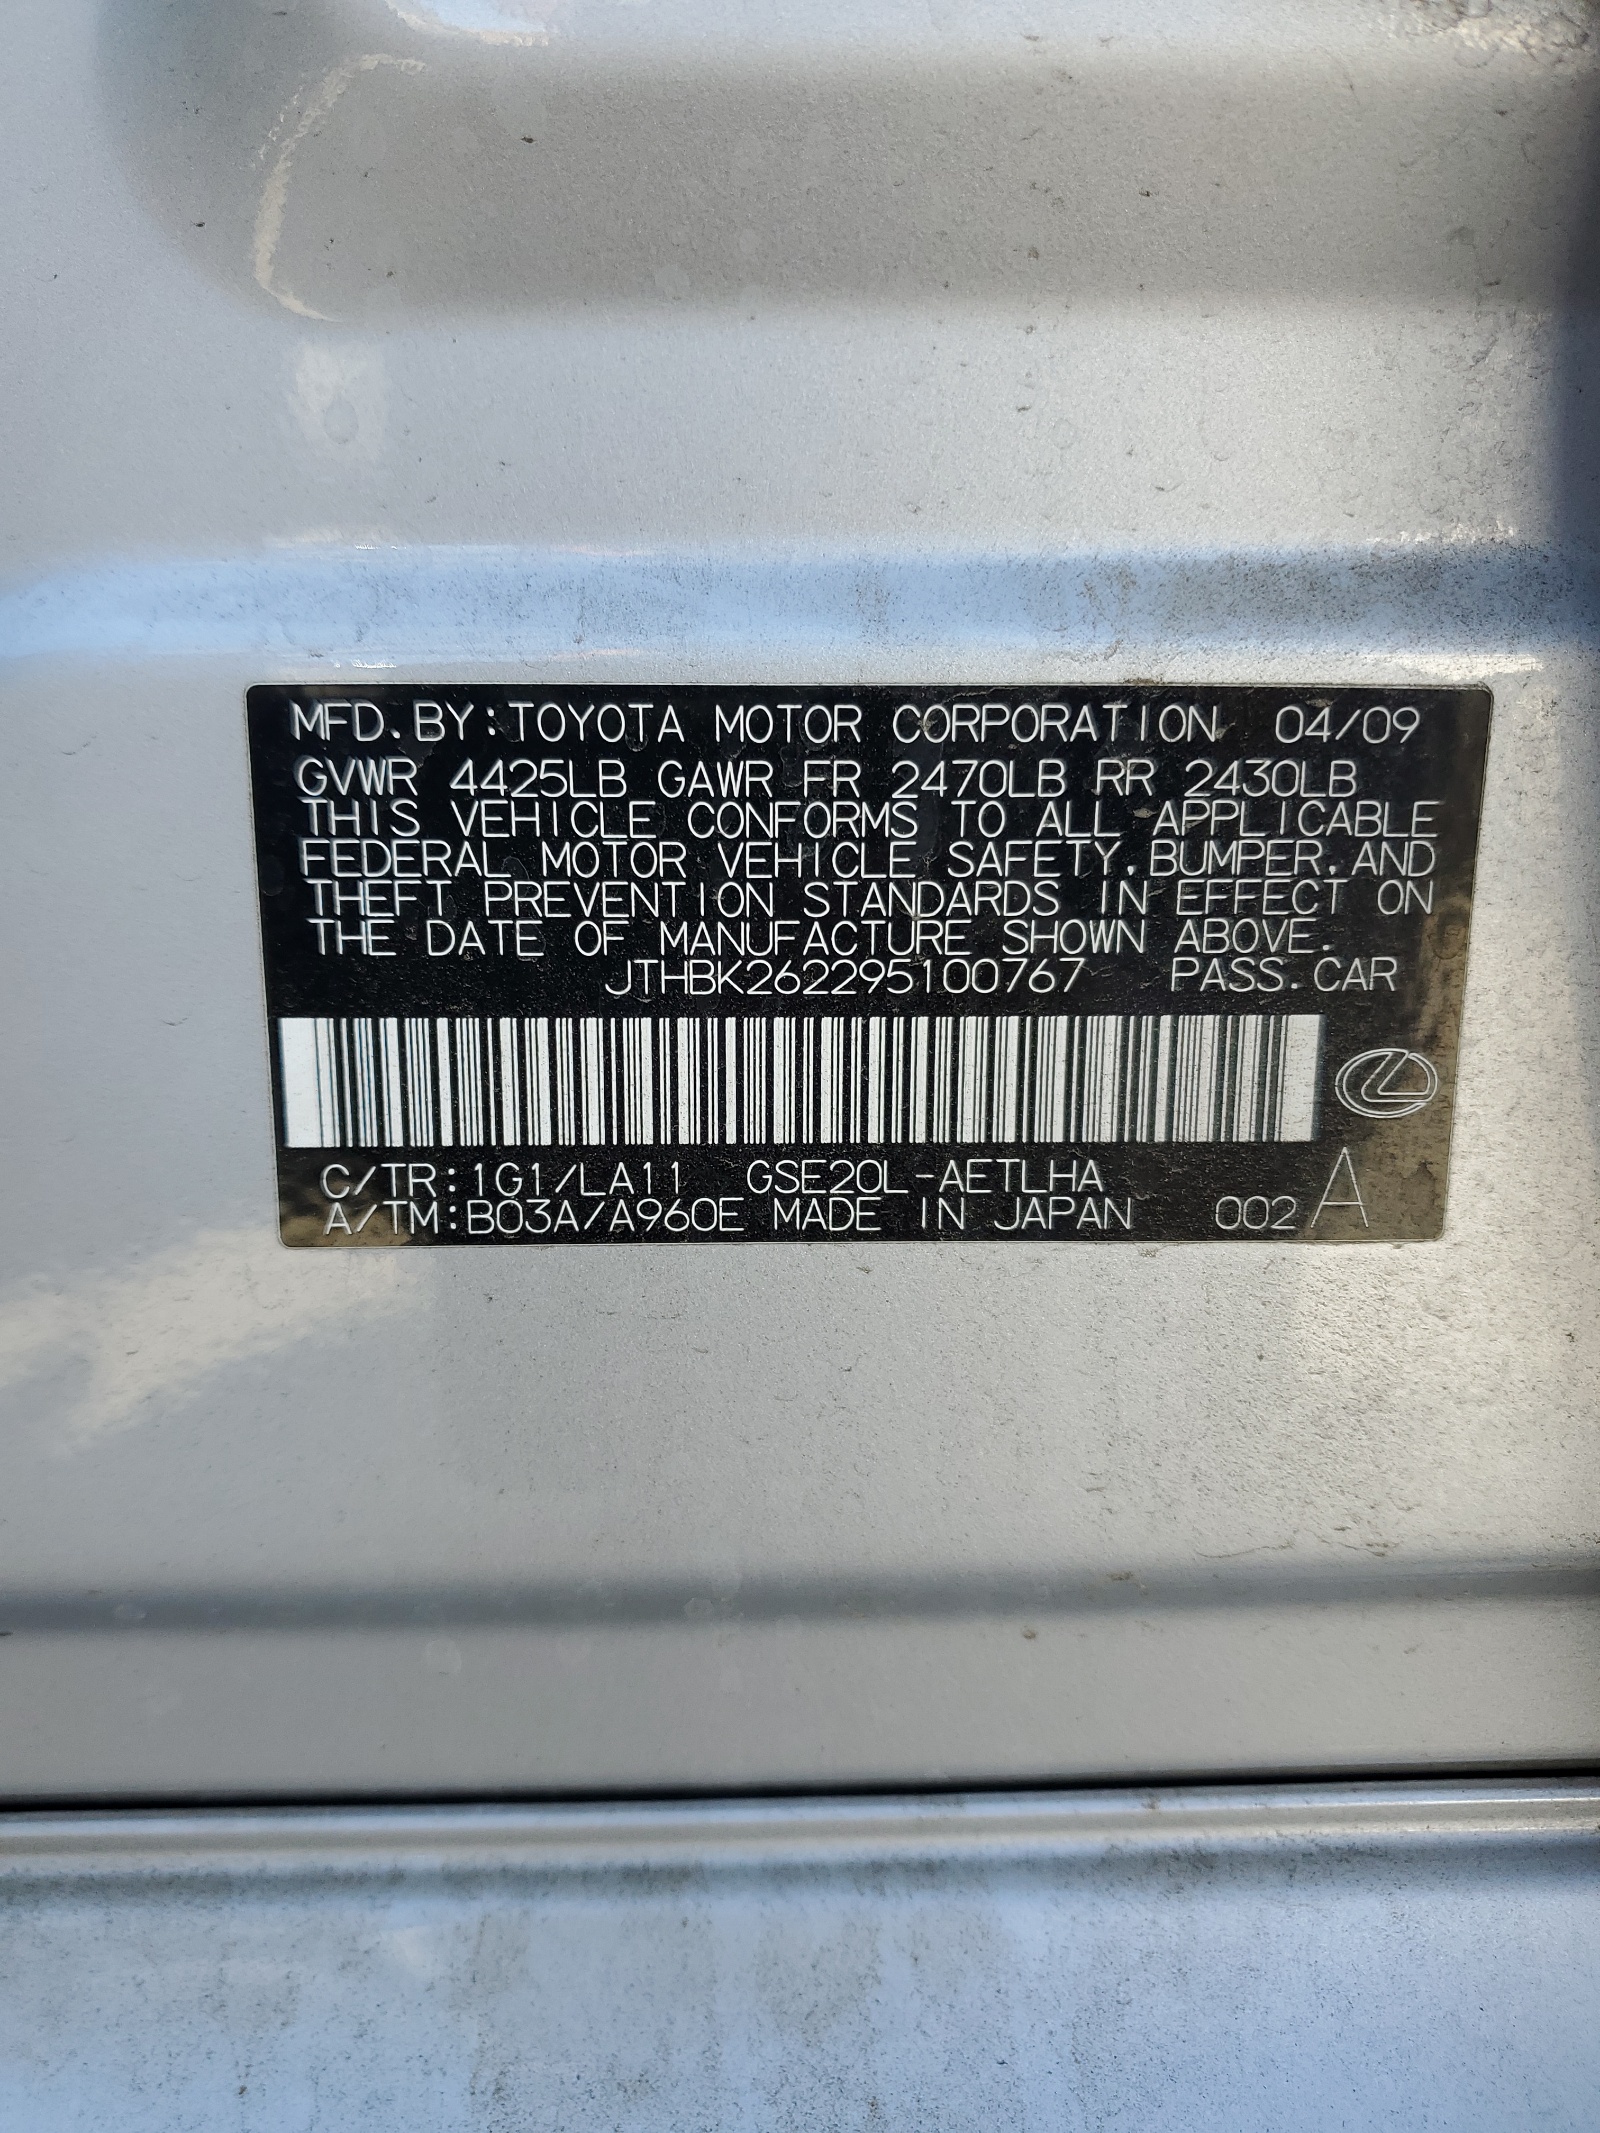 MFD.BY:TOYOTA MOTOR CORPORATION 04/09
GVWR 4425LB GAWR FR 2470LB RR 2430LB
THIS VEHICLE CONFORMS TO ALL APPLICABLE
FEDERAL MOTOR VEHICLE SAFETY, BUMPER, AND
THEFT PREVENTION STANDARDS IN EFFECT ON
THE DATE OF MANUFACTURE SHOWN ABOVE.
JTHBK262295100767 PASS.CAR
C/TR:1G1/LA11 GSE20L-AETLHA
A/TM:B03A/A960E MADE IN JAPAN 002 A